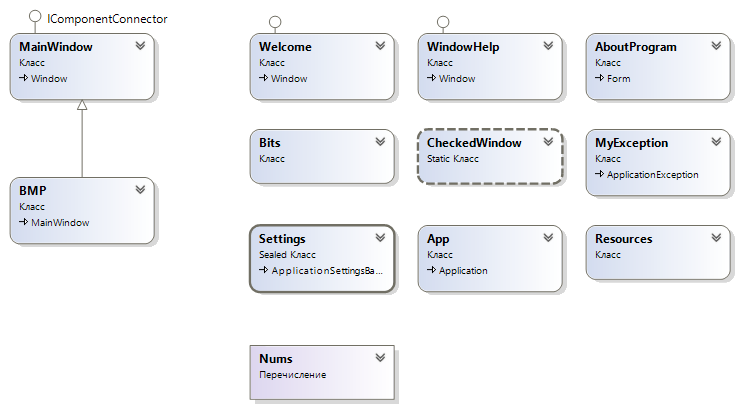 IComponentConnector
MainWindow
Класс
Window
Welcome
Класс
Window
WindowHelp
Класс
Window
AboutProgram
Класс
Form
Bits
Класс
CheckedWindow
Static Класс
MyException
Класс
ApplicationException
BMP
Класс
MainWindow
Settings
Sealed Класс
ApplicationSettingsBa...
App
Класс
Application
Resources
Класс
Nums
Перечисление